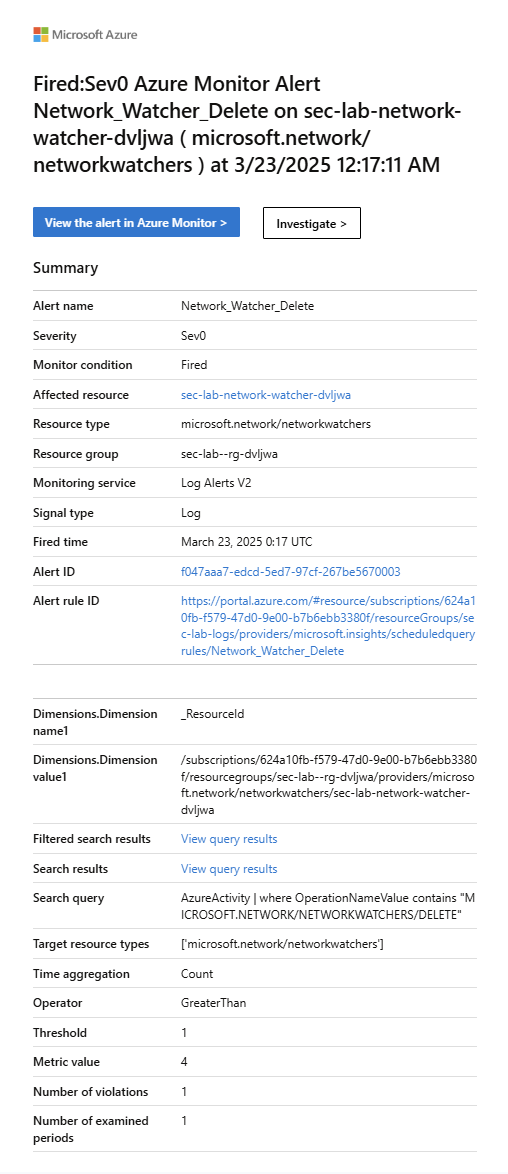 Microsoft Azure
Fired:Sev0 Azure Monitor Alert
Network_Watcher_Delete on sec-lab-network-
watcher-dvljwa ( microsoft.network/
networkwatchers ) at 3/23/2025 12:17:11 AM
View the alert in Azure Monitor >
Investigate >
Summary
Alert name Network_Watcher_Delete
Severity Sev0
Monitor condition Fired
Affected resource sec-lab-network-watcher-dvljwa
Resource type microsoft.network/networkwatchers
Resource group sec-lab--rg-dvljwa
Monitoring service Log Alerts V2
Signal type Log
Fired time March 23, 2025 0:17 UTC
Alert ID f047aaa7-edcd-5ed7-97cf-267be5670003
Alert rule ID https://portal.azure.com/#resource/subscriptions/624a1
0fb-f579-47d0-9e00-b7b6ebb3380f/resourceGroups/se
c-lab-logs/providers/microsoft.insights/scheduledquery
rules/Network_Watcher_Delete
Dimensions.Dimension _ResourceId
name1
Dimensions.Dimension /subscriptions/624a10fb-f579-47d0-9e00-b7b6ebb3380
value1 f/resourcegroups/sec-lab--rg-dvljwa/providers/microso
ft.network/networkwatchers/sec-lab-network-watcher-
dvljwa
Filtered search results View query results
Search results View query results
Search query AzureActivity | where OperationNameValue contains "M
ICROSOFT.NETWORK/NETWORKWATCHERS/DELETE"
Target resource types ['microsoft.network/networkwatchers']
Time aggregation Count
Operator GreaterThan
Threshold 1
Metric value 4
Number of violations 1
Number of examined 1
periods